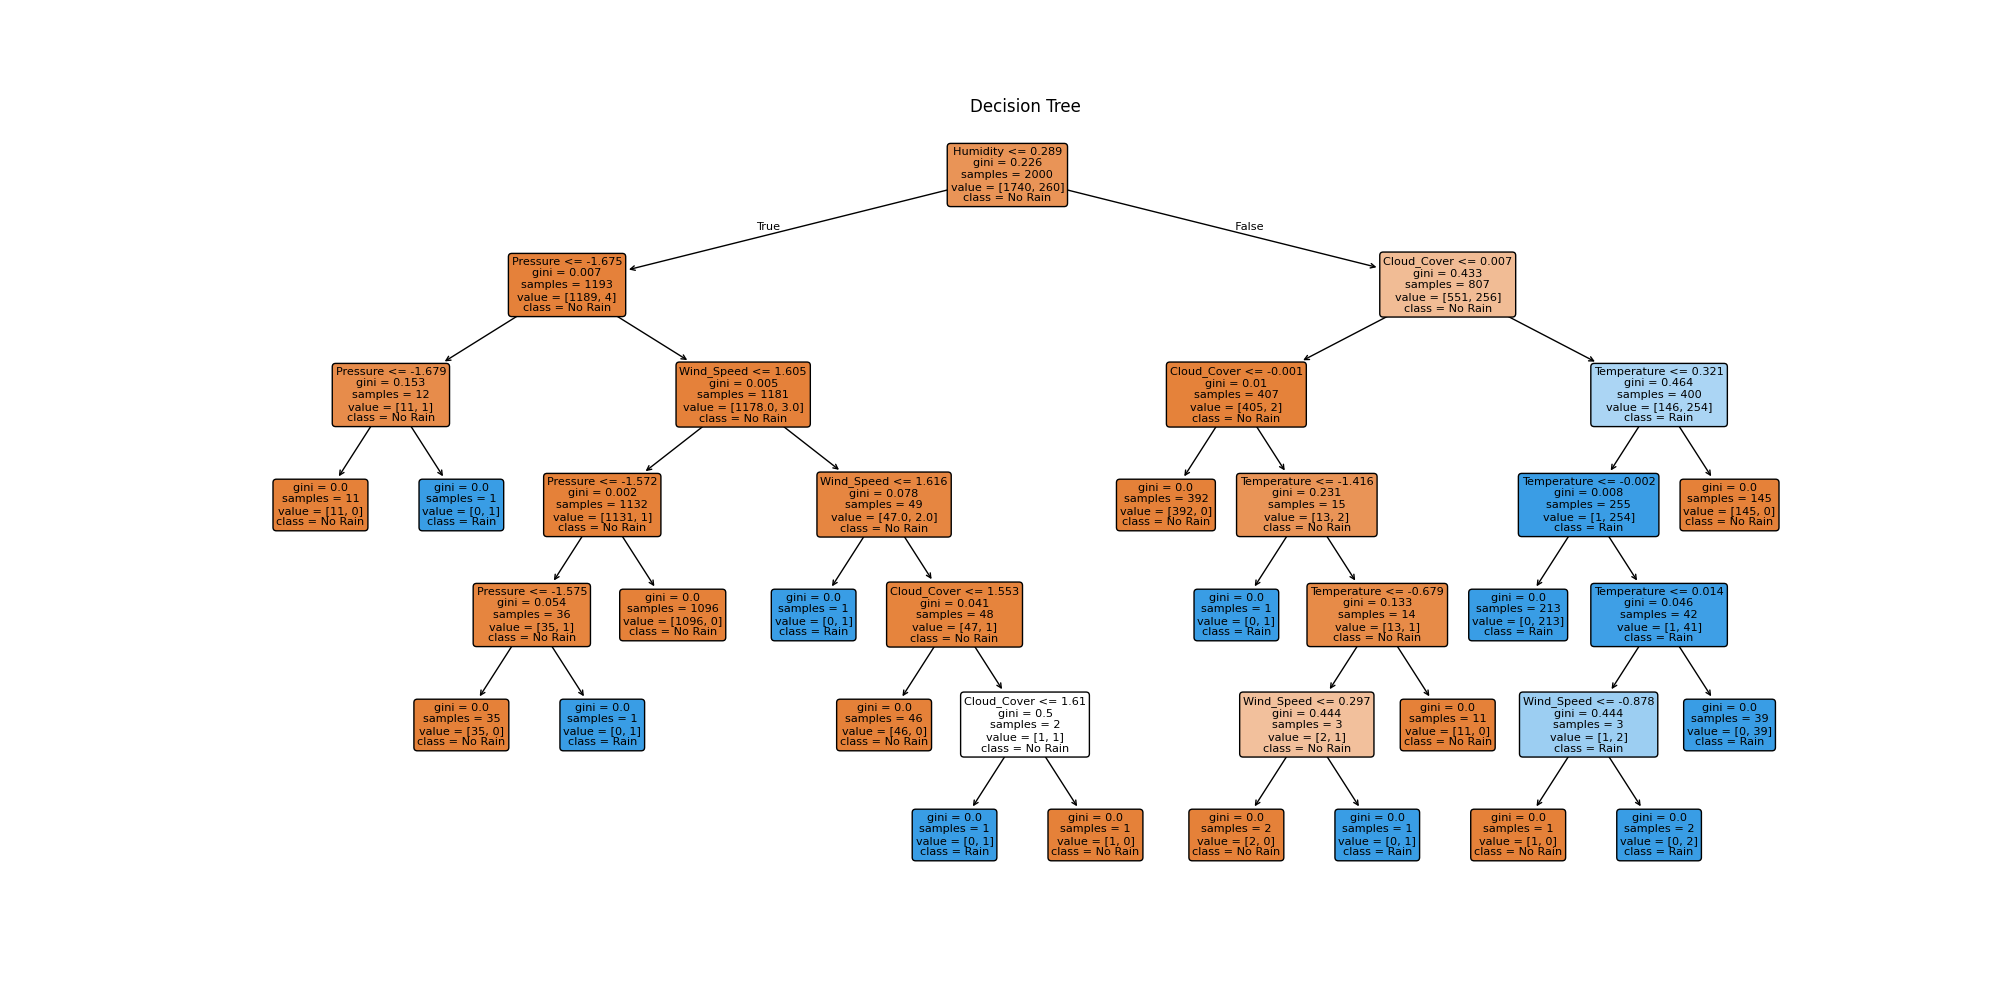 Decision Tree
Humidity <= 0.289
gini = 0.226
samples = 2000
value = [1740, 260]
class = No Rain
True
False
Pressure <= -1.675
gini = 0.007
samples = 1193
value = [1189, 4]
class = No Rain
Cloud_Cover <= 0.007
gini = 0.433
samples = 807
value = [551, 256]
class = No Rain
Pressure <= -1.679
gini = 0.153
samples = 12
value = [11, 1]
class = No Rain
Wind_Speed <= 1.605
gini = 0.005
samples = 1181
value = [1178.0, 3.0]
class = No Rain
Cloud_Cover <= -0.001
gini = 0.01
samples = 407
value = [405, 2]
class = No Rain
Temperature <= 0.321
gini = 0.464
samples = 400
value = [146, 254]
class = Rain
gini = 0.0
samples = 11
value = [11, 0]
class = No Rain
gini = 0.0
samples = 1
value = [0, 1]
class = Rain
Pressure <= -1.572
gini = 0.002
samples = 1132
value = [1131, 1]
class = No Rain
Wind_Speed <= 1.616
gini = 0.078
samples = 49
value = [47.0, 2.0]
class = No Rain
gini = 0.0
samples = 392
value = [392, 0]
class = No Rain
Temperature <= -1.416
gini = 0.231
samples = 15
value = [13, 2]
class = No Rain
Temperature <= -0.002
gini = 0.008
samples = 255
value = [1, 254]
class = Rain
gini = 0.0
samples = 145
value = [145, 0]
class = No Rain
Pressure <= -1.575
gini = 0.054
samples = 36
value = [35, 1]
class = No Rain
gini = 0.0
samples = 1096
value = [1096, 0]
class = No Rain
gini = 0.0
samples = 1
value = [0, 1]
class = Rain
Cloud_Cover <= 1.553
gini = 0.041
samples = 48
value = [47, 1]
class = No Rain
gini = 0.0
samples = 1
value = [0, 1]
class = Rain
Temperature <= -0.679
gini = 0.133
samples = 14
value = [13, 1]
class = No Rain
gini = 0.0
samples = 213
value = [0, 213]
class = Rain
Temperature <= 0.014
gini = 0.046
samples = 42
value = [1, 41]
class = Rain
gini = 0.0
samples = 35
value = [35, 0]
class = No Rain
gini = 0.0
samples = 1
value = [0, 1]
class = Rain
gini = 0.0
samples = 46
value = [46, 0]
class = No Rain
Cloud_Cover <= 1.61
gini = 0.5
samples = 2
value = [1, 1]
class = No Rain
Wind_Speed <= 0.297
gini = 0.444
samples = 3
value = [2, 1]
class = No Rain
gini = 0.0
samples = 11
value = [11, 0]
class = No Rain
Wind_Speed <= -0.878
gini = 0.444
samples = 3
value = [1, 2]
class = Rain
gini = 0.0
samples = 39
value = [0, 39]
class = Rain
gini = 0.0
samples = 1
value = [0, 1]
class = Rain
gini = 0.0
samples = 1
value = [1, 0]
class = No Rain
gini = 0.0
samples = 2
value = [2, 0]
class = No Rain
gini = 0.0
samples = 1
value = [0, 1]
class = Rain
gini = 0.0
samples = 1
value = [1, 0]
class = No Rain
gini = 0.0
samples = 2
value = [0, 2]
class = Rain